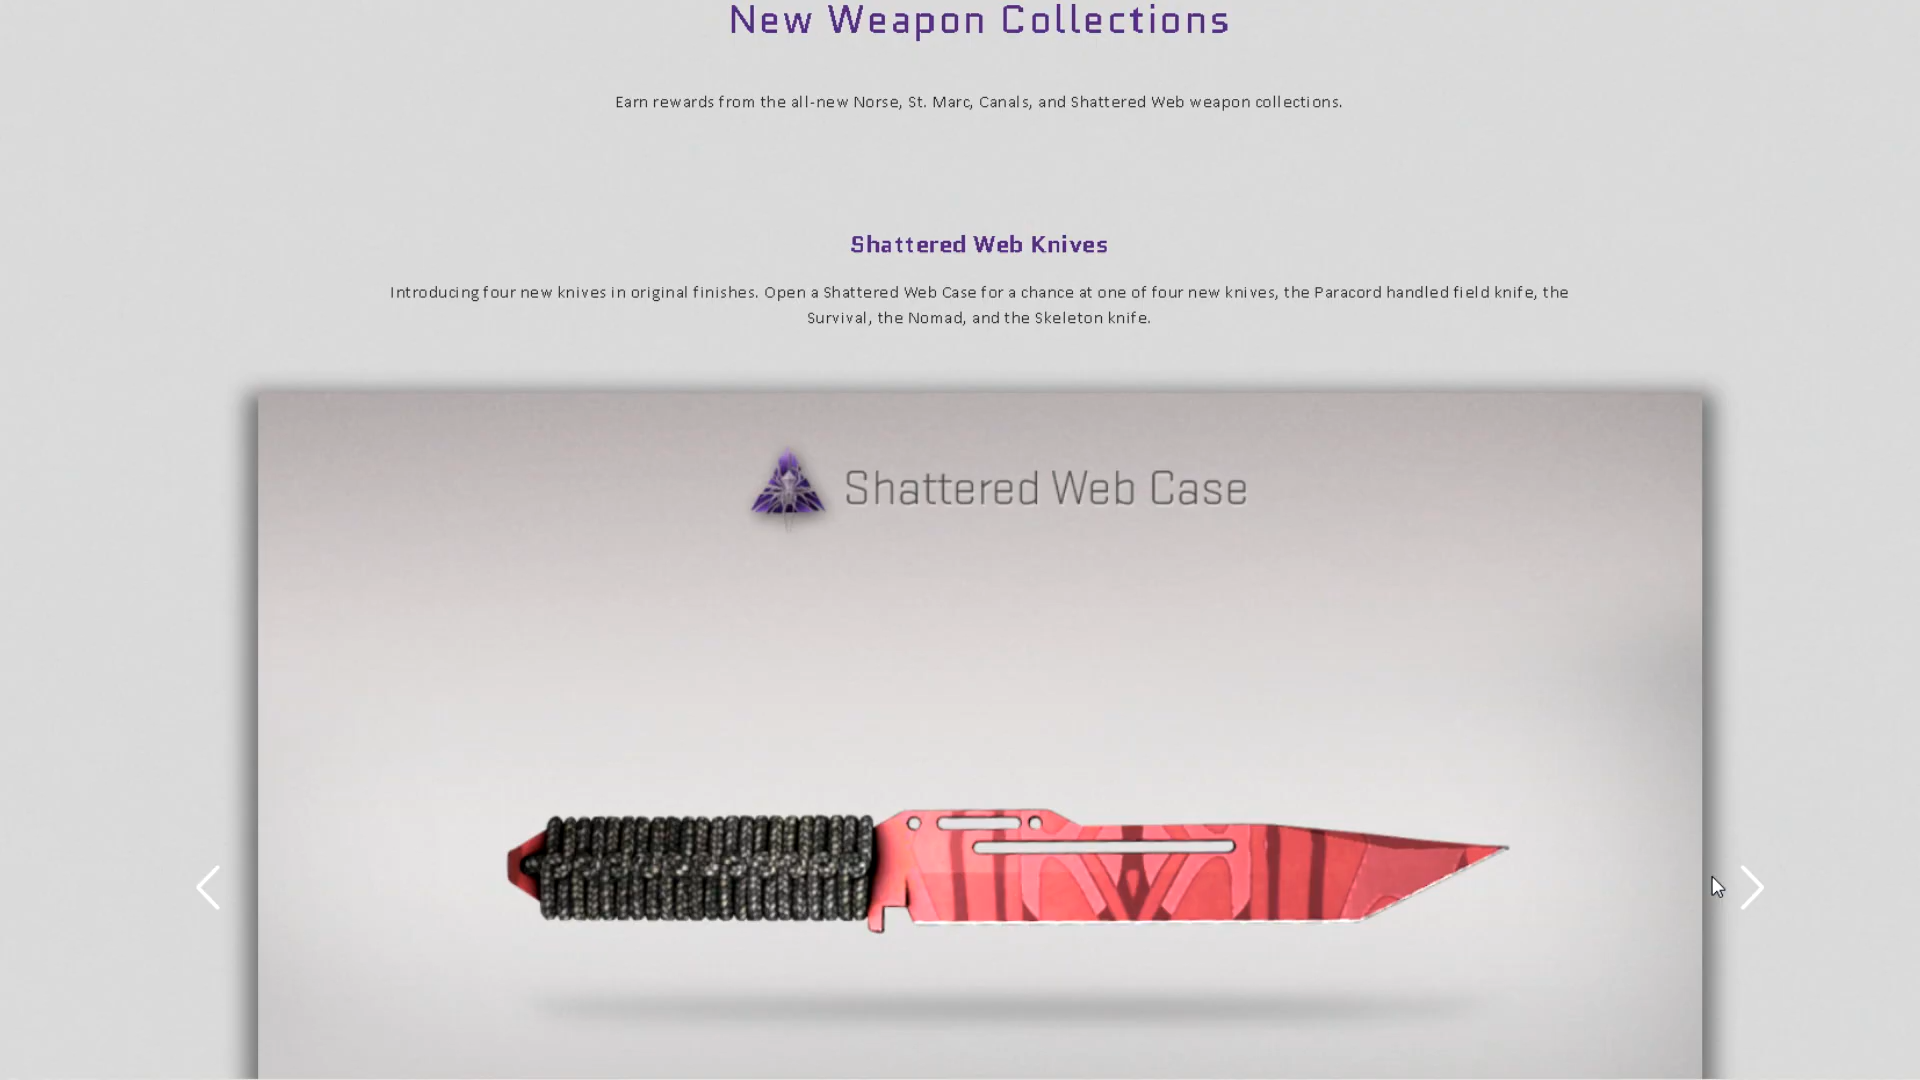 New Weapon Collections
Earn rewards from the all-new Norse, St. Marc, Canals, and Shattered Web weapon collections.
Shattered Web Knives
Introducing four new knives in original finishes. Open a Shattered Web Case for a chance at one of four new knives, the Paracord handled field knife, the
Survival, the Nomad, and the Skeleton knife.
Shattered Web Case